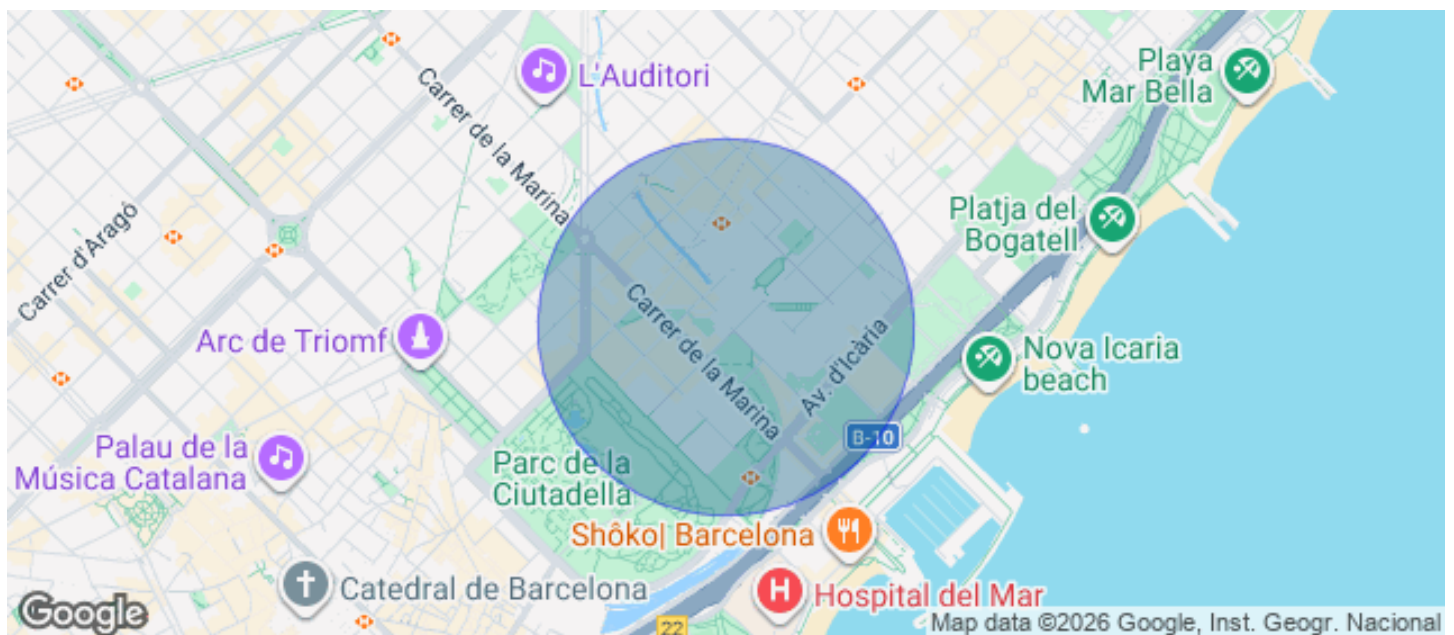 Playa
Mar Bella
L'Auditori
Carrer de la Marina
Carrer d'Aragó
Platja del
Bogatell
Arc de Triomf
Carrer de la Marina
Av. d'Icària
Nova Icaria
beach
B-10
Palau de la
Música Catalana
Parc de la
Ciutadella
Shôko| Barcelona
Catedral de Barcelona
H
Hospital del Mar
22
Google
Map data ©2026 Google, Inst. Geogr. Nacional